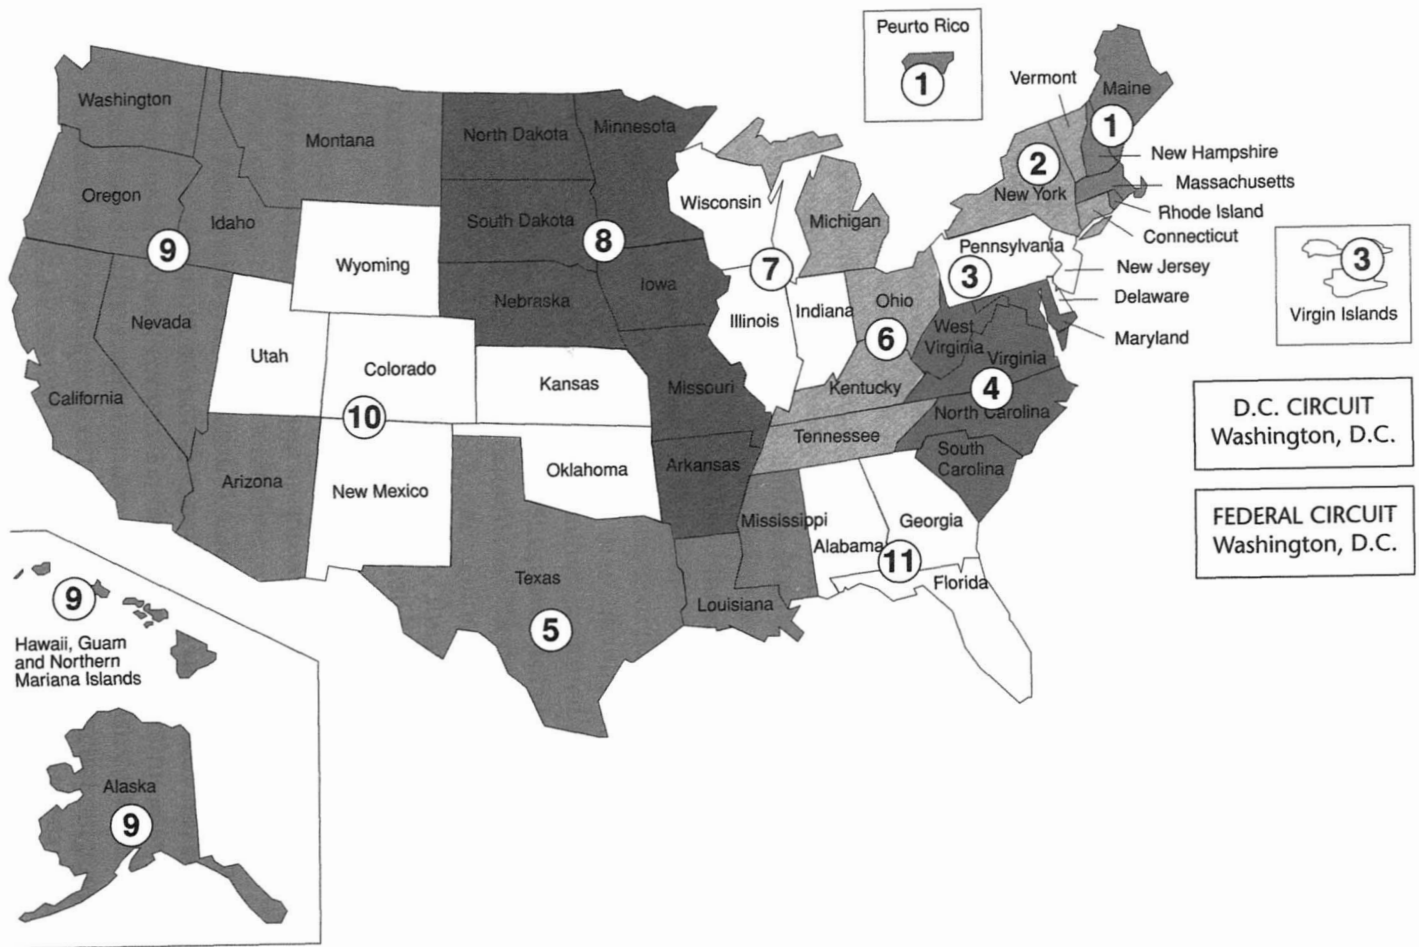 Peurto Rico
1
Vermont
Maine
1
Washington
Montana
North Dakota
Minnesota
2
New Hampshire
Massachusetts
Oregon
Idaho
South Dakota
Wisconsin
Michigan
New York
Rhode Island
Connecticut
9
8
7
Pennsylvania
3
New Jersey
3
Virgin Islands
Wyoming
Nebraska
Iowa
Illinois
Indiana
Ohio
6
Delaware
Maryland
Nevada
Utah
Colorado
Kansas
Missouri
Kentucky
West
Virginia
Virginia
4
California
10
North Carolina
Tennessee
South
Carolina
D.C. CIRCUIT
Washington, D.C.
Arizona
New Mexico
Oklahoma
Arkansas
Mississippi
Alabama
Georgia
11
Florida
FEDERAL CIRCUIT
Washington, D.C.
Texas
5
Louisiana
9
Hawaii, Guam
and Northern
Mariana Islands
Alaska
9